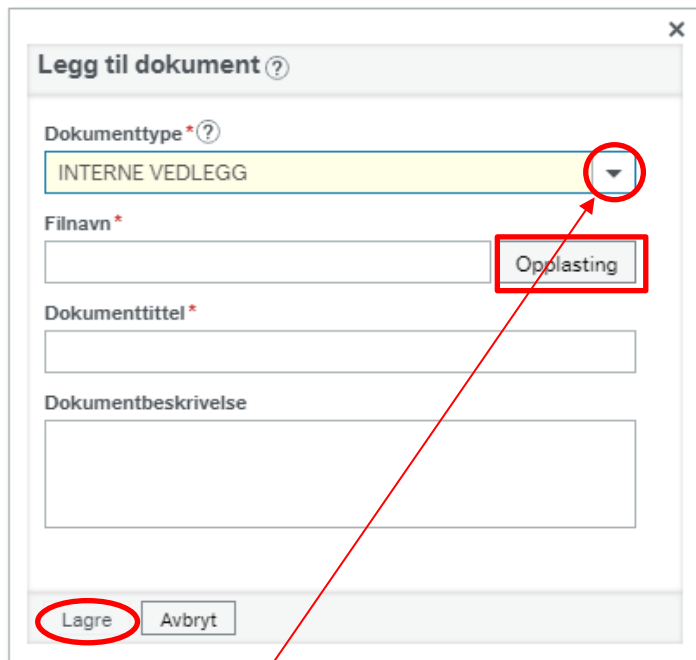 Legg til dokument ?
Dokumenttype * ?
INTERNE VEDLEGG
Filnavn *
Opplasting
Dokumenttittel *
Dokumentbeskrivelse
Lagre Avbryt